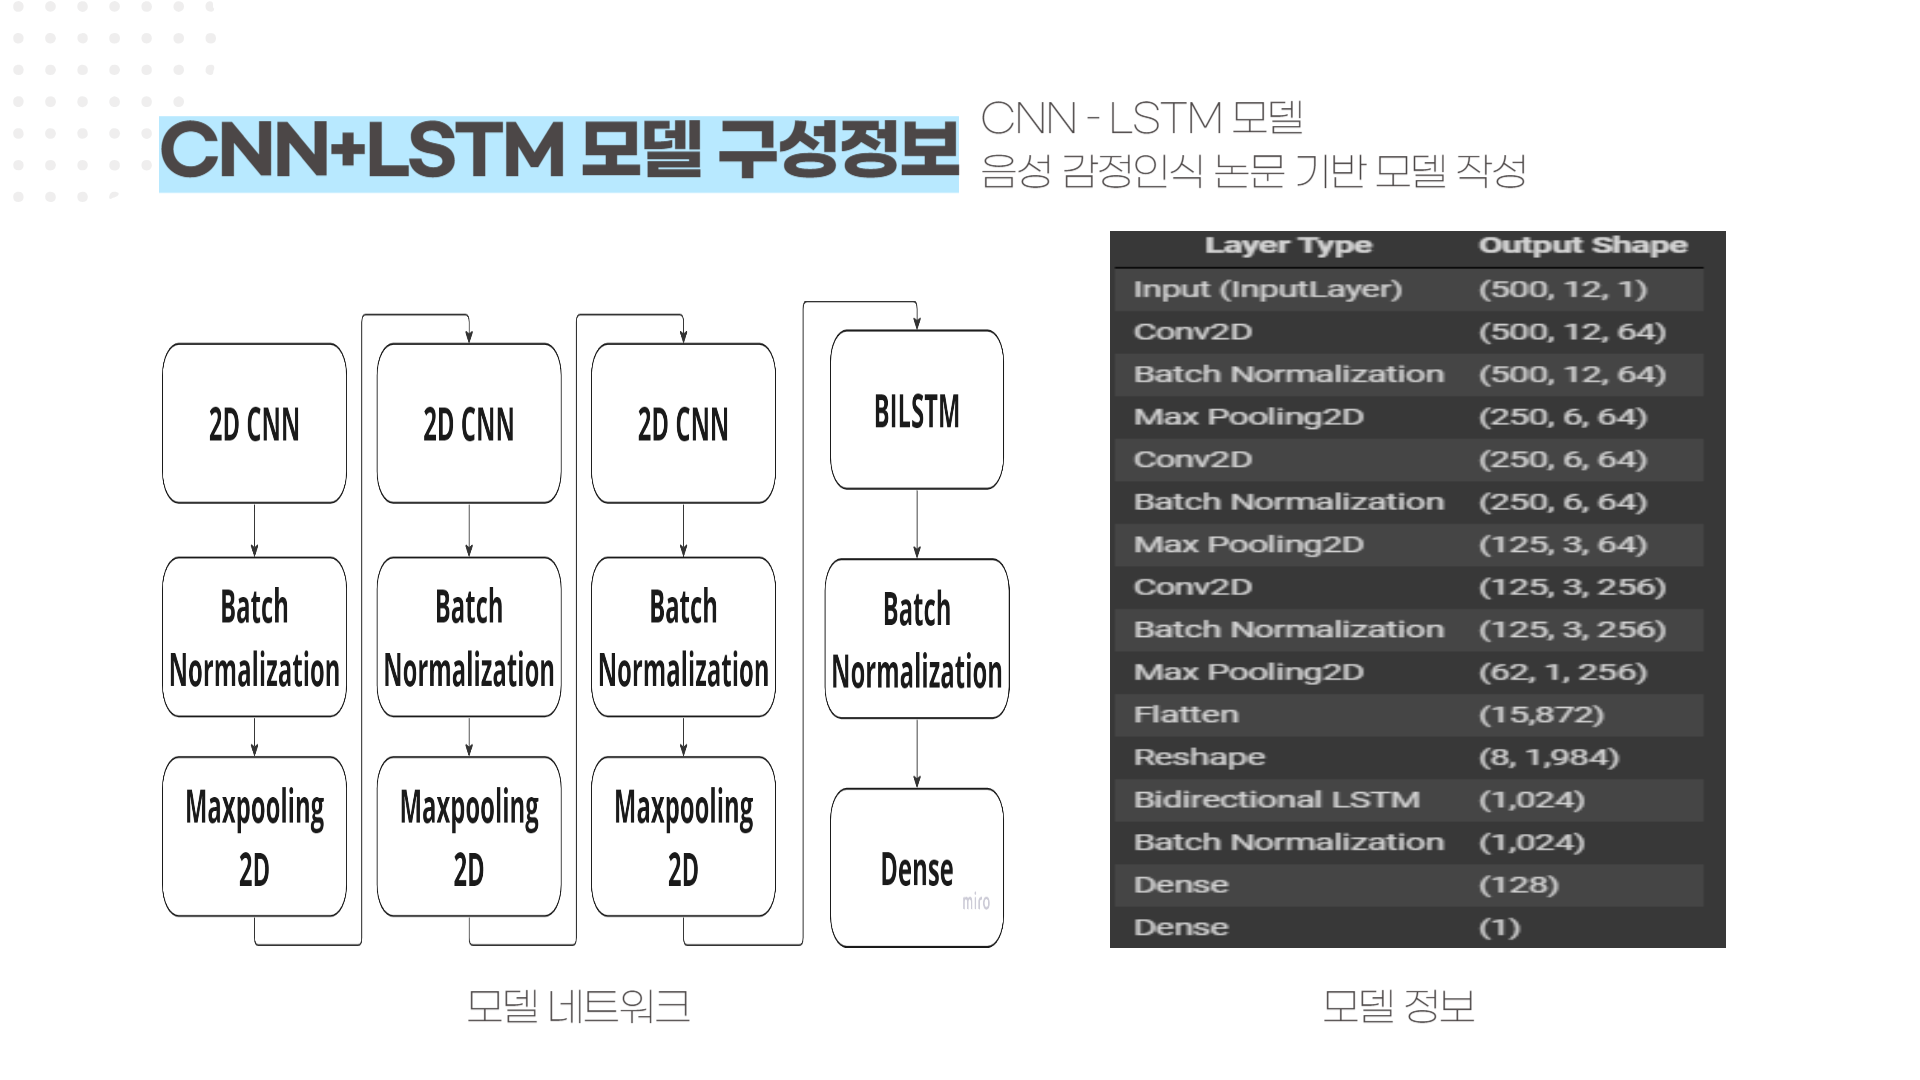 CNN+LSTM 모델 구성정보
CNN - LSTM 모델
음성 감정인식 논문 기반 모델 작성
2D CNN
Batch
Normalization
Maxpooling
2D
2D CNN
Batch
Normalization
Maxpooling
2D
2D CNN
Batch
Normalization
Maxpooling
2D
BILSTM
Batch
Normalization
Dense
miro
모델 네트워크
Layer Type Output Shape
Input (InputLayer) (500, 12, 1)
Conv2D (500, 12, 64)
Batch Normalization (500, 12, 64)
Max Pooling2D (250, 6, 64)
Conv2D (250, 6, 64)
Batch Normalization (250, 6, 64)
Max Pooling2D (125, 3, 64)
Conv2D (125, 3, 256)
Batch Normalization (125, 3, 256)
Max Pooling2D (62, 1, 256)
Flatten (15,872)
Reshape (8, 1,984)
Bidirectional LSTM (1,024)
Batch Normalization (1,024)
Dense (128)
Dense (1)
모델 정보